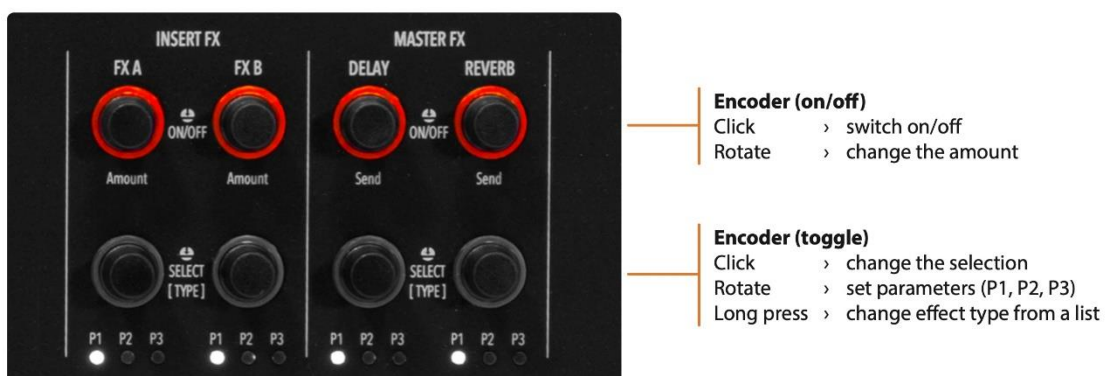 INSERT FX MASTER FX
FX A FX B DELAY REVERB
ON/OFF ON/OFF
Amount Amount Send Send
SELECT SELECT
[ TYPE ] [ TYPE ]
P1 P2 P3 P1 P2 P3 P1 P2 P3 P1 P2 P3
Encoder (on/off)
Click › switch on/off
Rotate › change the amount
Encoder (toggle)
Click › change the selection
Rotate › set parameters (P1, P2, P3)
Long press › change effect type from a list